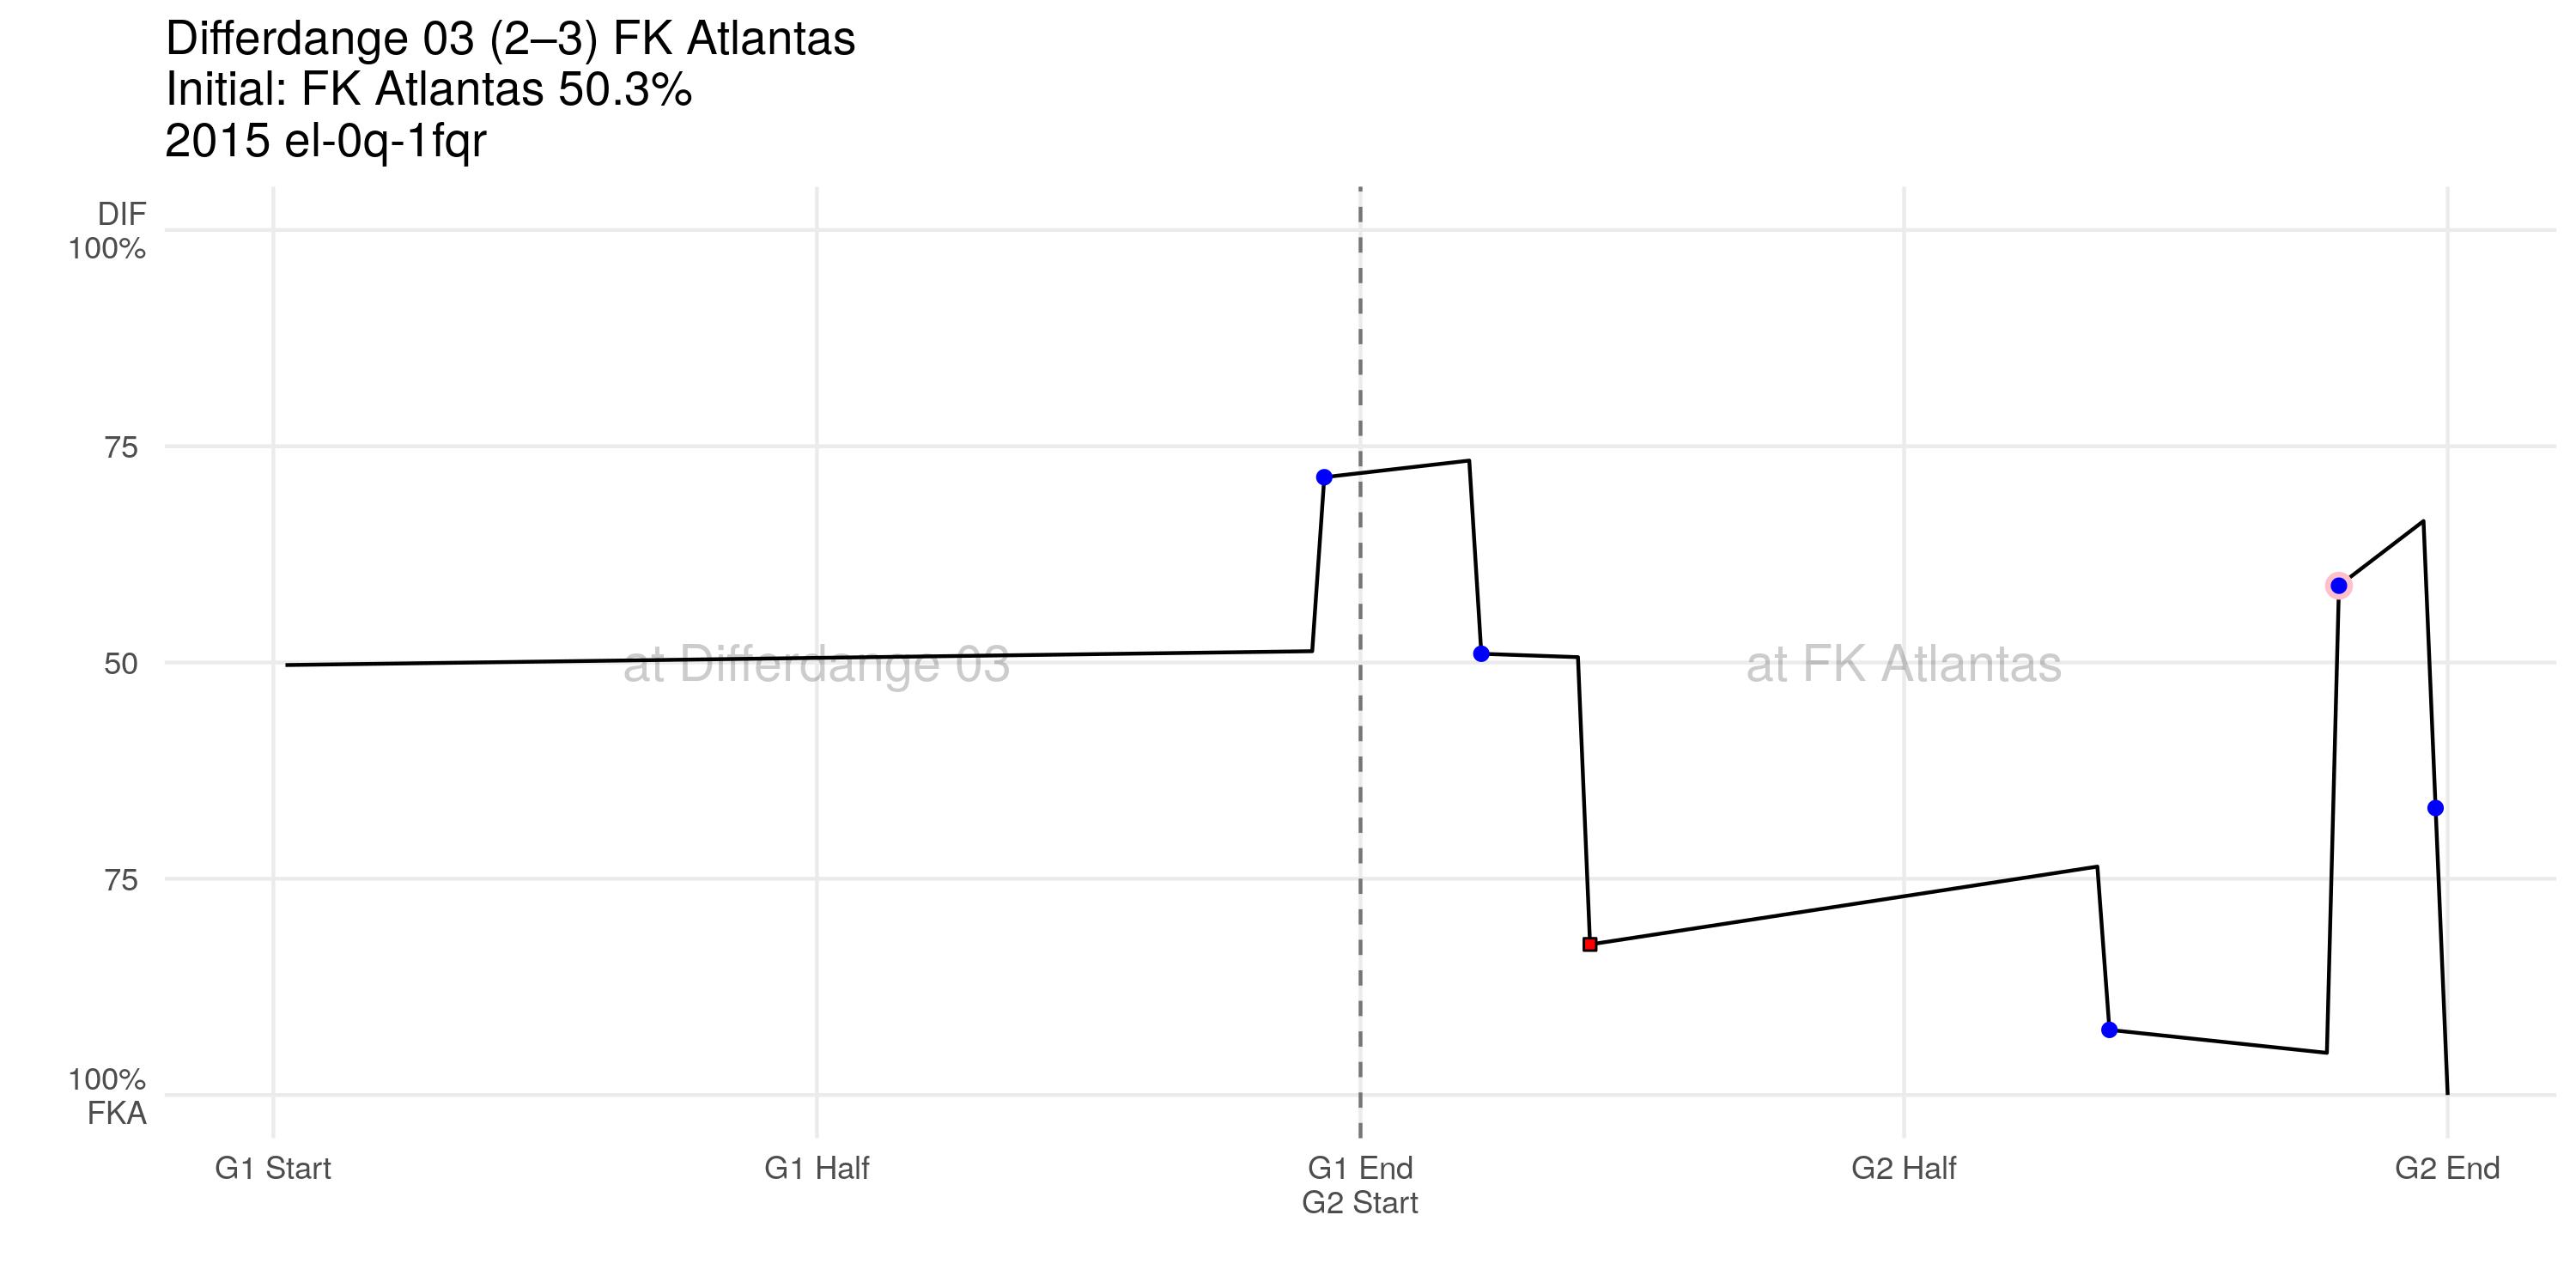 Differdange 03 (2–3) FK Atlantas
Initial: FK Atlantas 50.3%
2015 el-0q-1fqr
DIF
100%
75
50
75
100%
FKA
at Differdange 03
at FK Atlantas
G1 Start
G1 Half
G1 End
G2 Start
G2 Half
G2 End